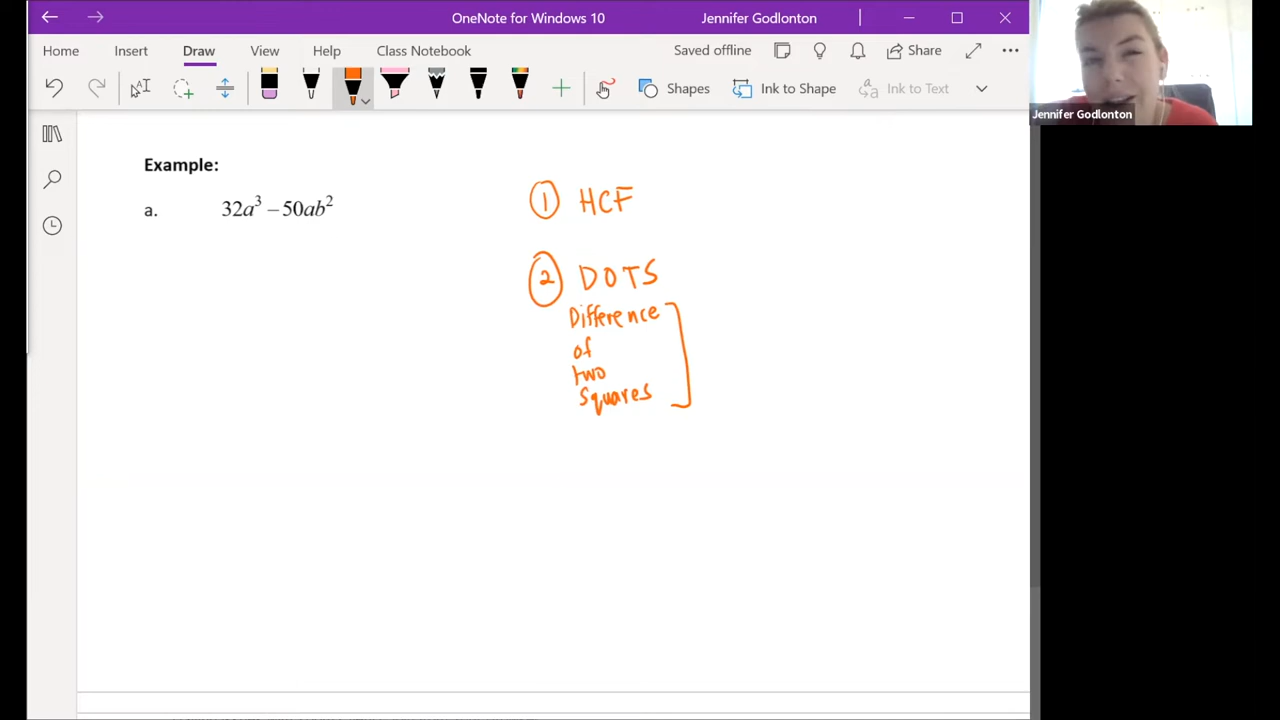 OneNote for Windows 10
Jennifer Godlonton
Home Insert Draw View Help Class Notebook
Saved offline
Share
Shapes
Ink to Shape
Ink to Text
Jennifer Godlonton
Example:
a. 32a³ – 50ab²
① HCF
② DOTS
Difference
of
two
squares